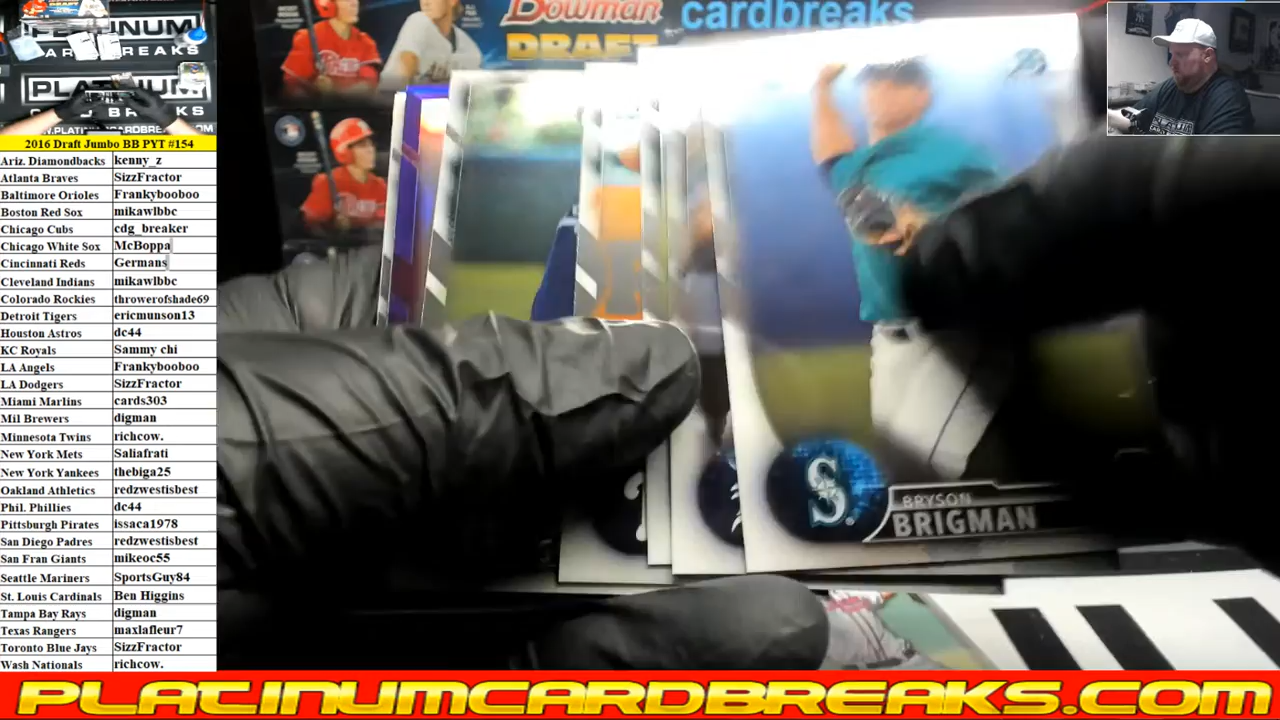 Bowman
DRAFT
cardbreaks
PLATINUM
CARD BREAKS
PLATINUM
CARD BREAKS
2016 Draft Jumbo BB PYT #154
Ariz. Diamondbacks kenny_z
Atlanta Braves SizzFractor
Baltimore Orioles Frankybooboo
Boston Red Sox mikawlbbc
Chicago Cubs cdg_breaker
Chicago White Sox McBoppa
Cincinnati Reds Germans
Cleveland Indians mikawlbbc
Colorado Rockies throwerofshade69
Detroit Tigers ericmunson13
Houston Astros dc44
KC Royals Sammy chi
LA Angels Frankybooboo
LA Dodgers SizzFractor
Miami Marlins cards303
Mil Brewers digman
Minnesota Twins richcow.
New York Mets Saliafrati
New York Yankees thebiga25
Oakland Athletics redzwestisbest
Phil. Phillies dc44
Pittsburgh Pirates issaca1978
San Diego Padres redzwestisbest
San Fran Giants mikeoc55
Seattle Mariners SportsGuy84
St. Louis Cardinals Ben Higgins
Tampa Bay Rays digman
Texas Rangers maxlafleur7
Toronto Blue Jays SizzFractor
Wash Nationals richcow.
S
BRYSON
BRIGMAN
PLATINUMCARDBREAKS.COM